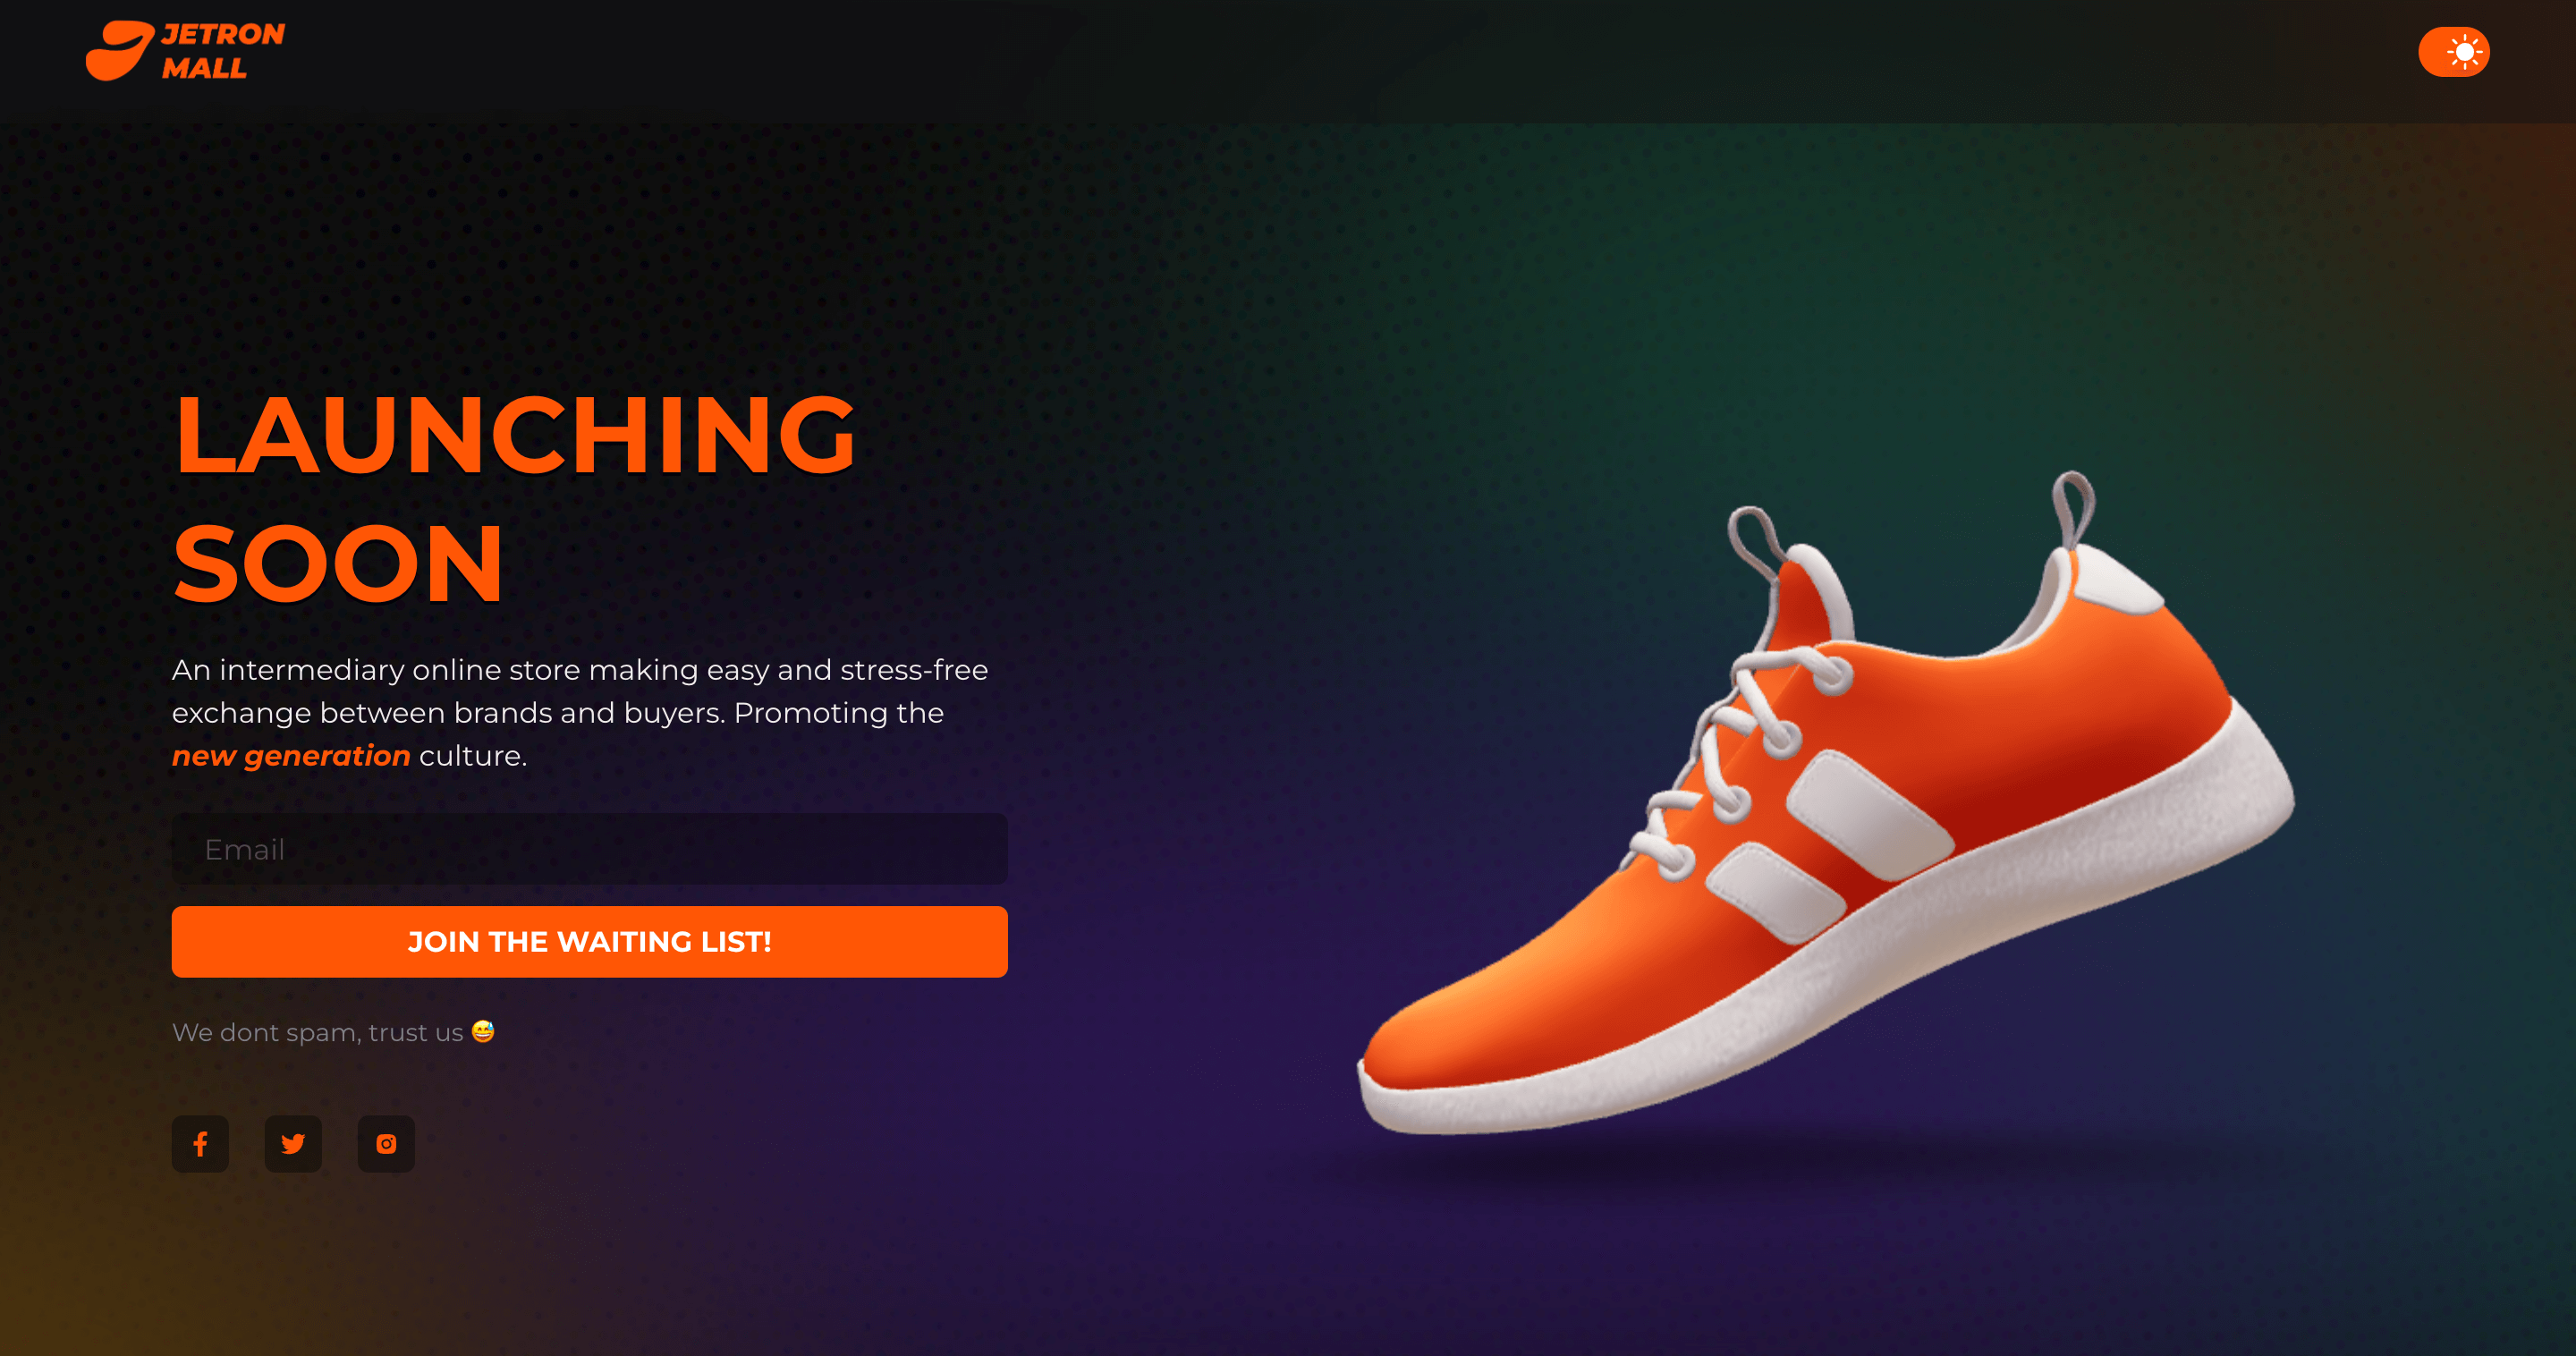 JETRON
MALL
LAUNCHING
SOON
An intermediary online store making easy and stress-free
exchange between brands and buyers. Promoting the
new generation culture.
Email
JOIN THE WAITING LIST!
We dont spam, trust us 😅